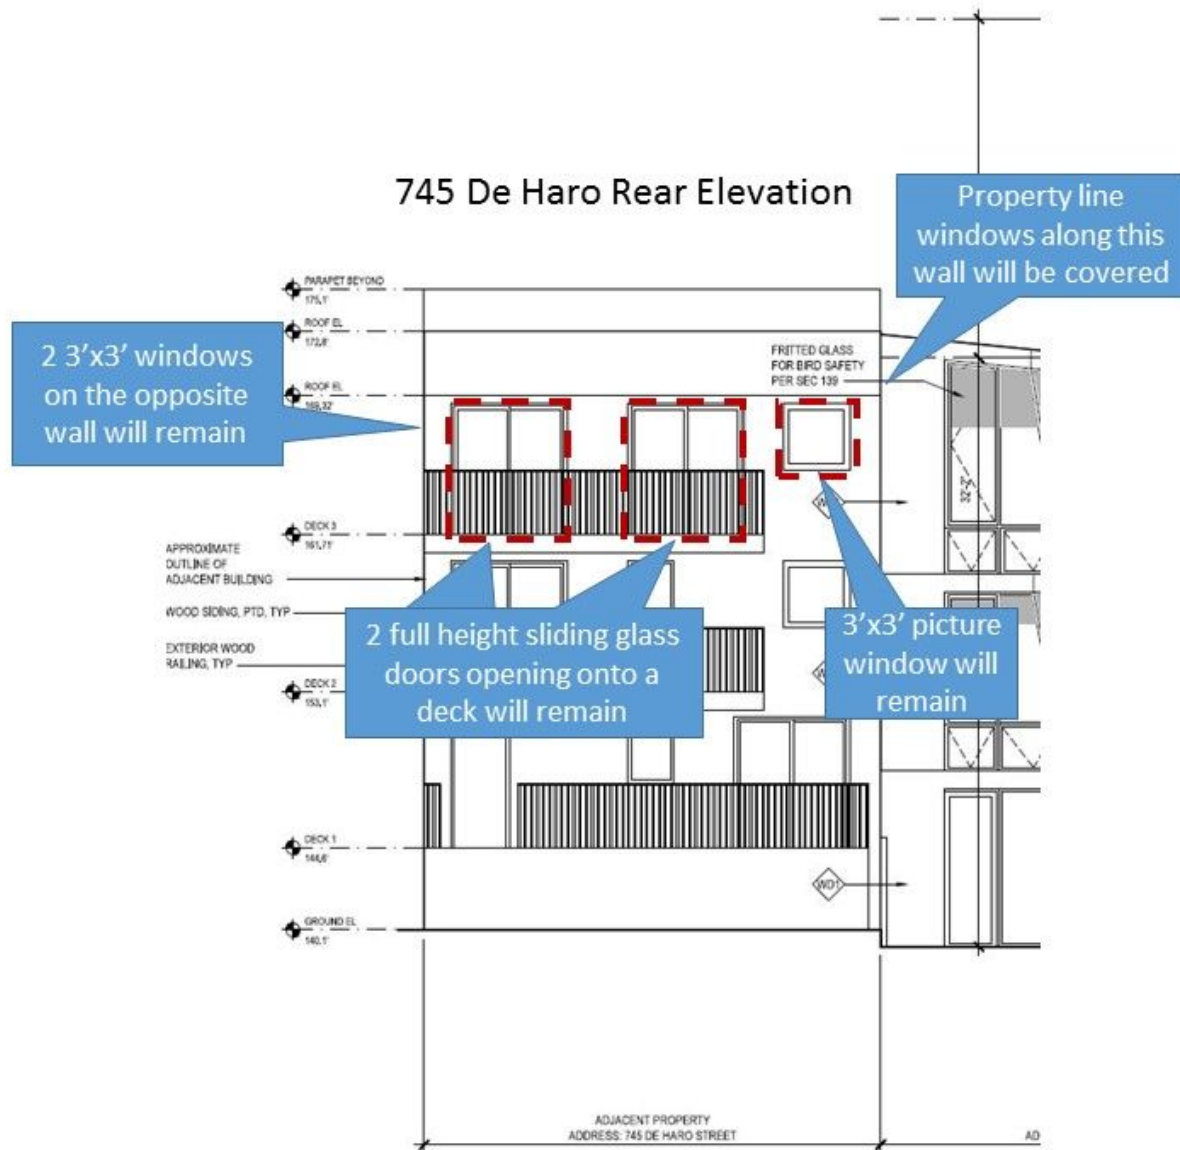 745 De Haro Rear Elevation
Property line
windows along this
wall will be covered
PARAPET BEYOND
175.1'
ROOF EL
172.6'
2 3'x3' windows
on the opposite
wall will remain
FRITTED GLASS
FOR BIRD SAFETY
PER SEC 139
ROOF EL
169.32'
32'-2"
DECK 3
161.71'
APPROXIMATE
OUTLINE OF
ADJACENT BUILDING
WOOD SIDING, PTD, TYP
EXTERIOR WOOD
RAILING, TYP
2 full height sliding glass
doors opening onto a
deck will remain
3'x3' picture
window will
remain
DECK 2
153.1'
DECK 1
144.6'
WD1
GROUND EL
140.1'
ADJACENT PROPERTY
ADDRESS: 745 DE HARO STREET
AD